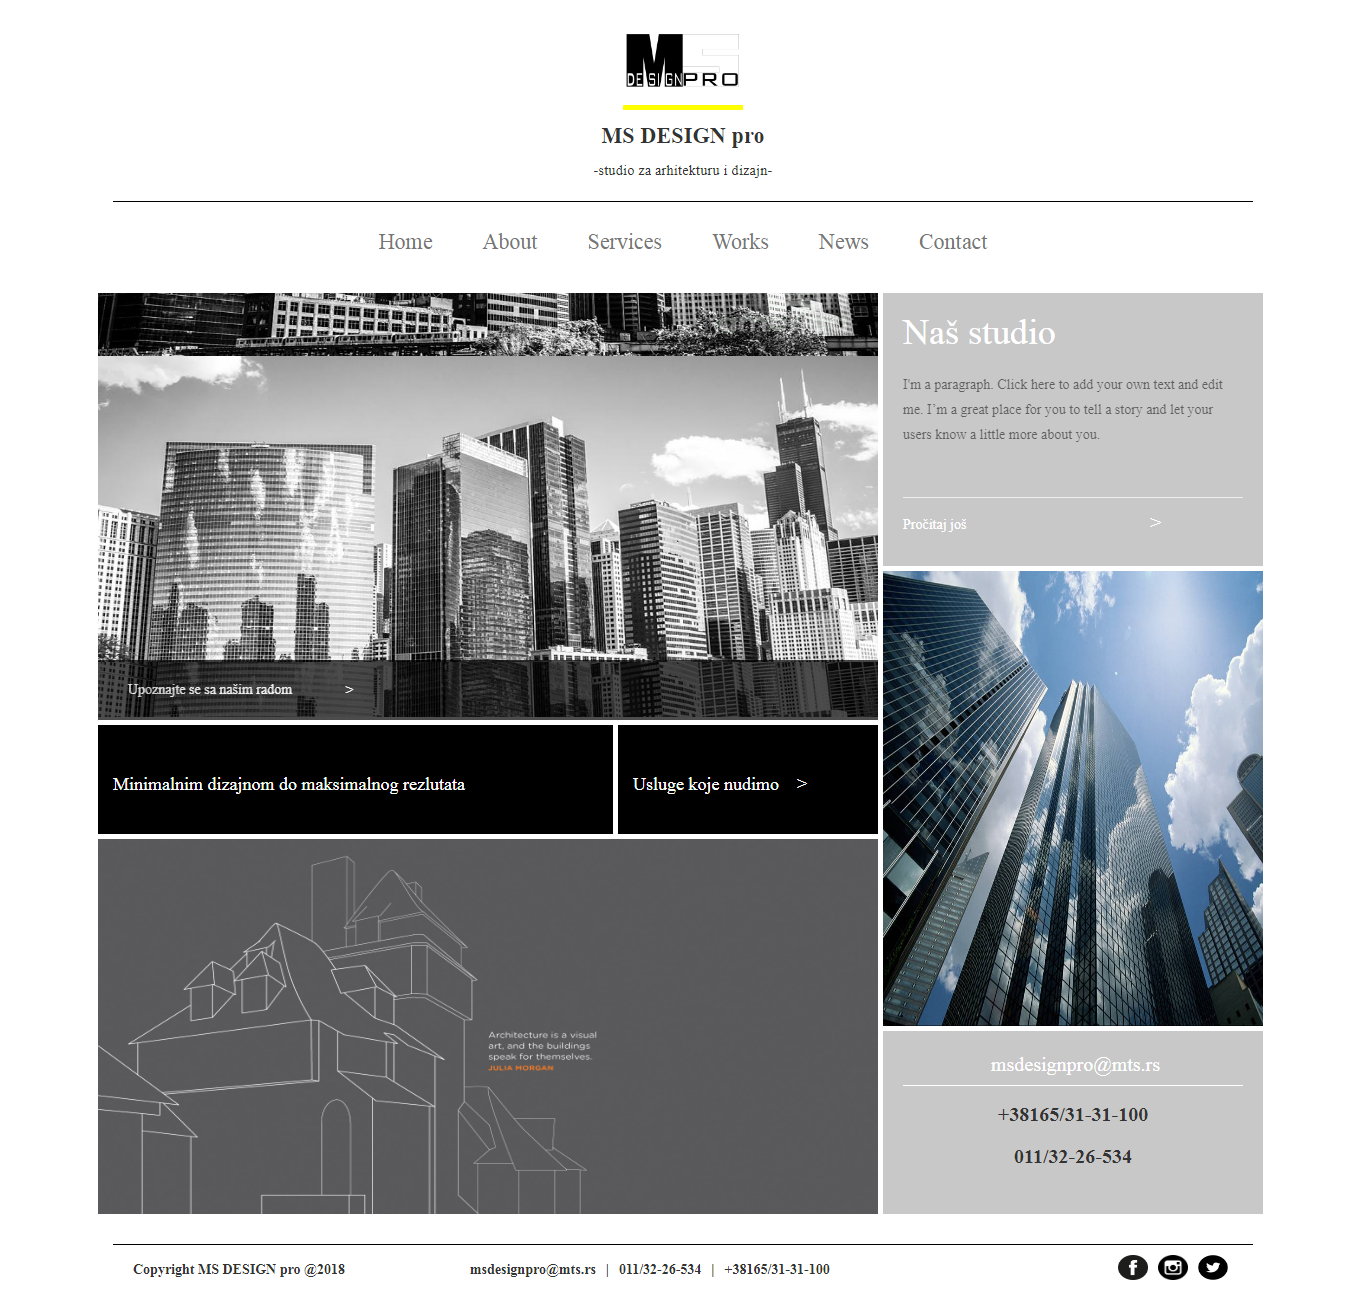 MS
DESIGNPRO
MS DESIGN pro
-studio za arhitekturu i dizajn-
Home About Services Works News Contact
Naš studio
I'm a paragraph. Click here to add your own text and edit
me. I'm a great place for you to tell a story and let your
users know a little more about you.
Pročitaj još >
Upoznajte se sa našim radom >
Minimalnim dizajnom do maksimalnog rezlutata
Usluge koje nudimo >
Architecture is a visual
art, and the buildings
speak for themselves.
JULIA MORGAN
msdesignpro@mts.rs
+38165/31-31-100
011/32-26-534
Copyright MS DESIGN pro @2018
msdesignpro@mts.rs | 011/32-26-534 | +38165/31-31-100